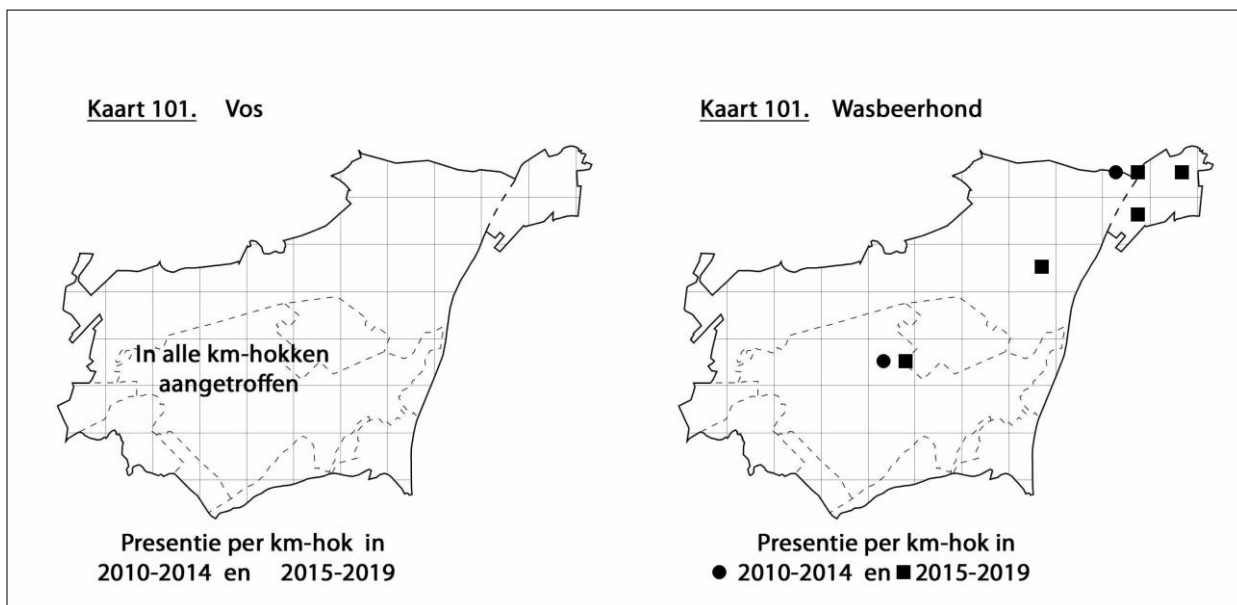 Kaart 101. Vos
In alle km-hokken
aangetroffen
Presentie per km-hok in
2010-2014 en 2015-2019
Kaart 101. Wasbeerhond
Presentie per km-hok in
● 2010-2014 en ■ 2015-2019